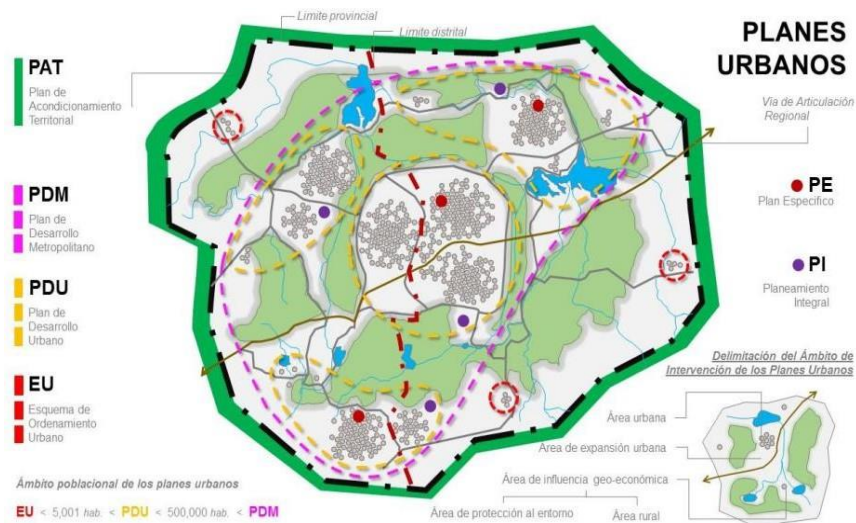 Limite provincial
Limite distrital
PLANES
URBANOS
PAT
Plan de
Acondicionamiento
Territorial
Via de Articulación
Regional
PDM
Plan de
Desarrollo
Metropolitano
PE
Plan Especifico
PI
Planeamiento
Integral
PDU
Plan de
Desarrollo
Urbano
EU
Esquema de
Ordenamiento
Urbano
Delimitación del Ámbito de
Intervención de los Planes Urbanos
Área urbana
Área de expansión urbana
Área de influencia geo-económica
Área de protección al entorno
Área rural
Ámbito poblacional de los planes urbanos
EU < 5,001 hab. < PDU < 500,000 hab. < PDM